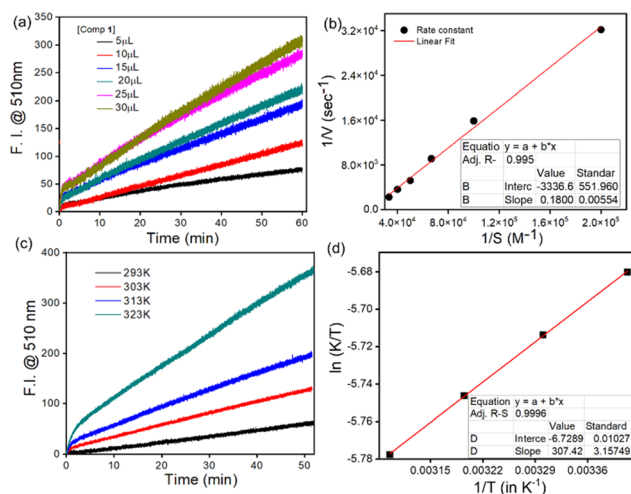 (a)
[Comp 1]
5μL
10μL
15μL
20μL
25μL
30μL
F. I. @ 510nm
350
300
250
200
150
100
50
0
0 10 20 30 40 50 60
Time (min)
(b)
Rate constant
Linear Fit
1/V (sec⁻¹)
3.2×10⁴
2.4×10⁴
1.6×10⁴
8.0×10³
0.0
Equatio y = a + b*x
Adj. R- 0.995
Value Standar
B Interc -3336.6 551.960
B Slope 0.1800 0.00554
4.0×10⁴ 8.0×10⁴ 1.2×10⁵ 1.6×10⁵ 2.0×10⁵
1/S (M⁻¹)
(c)
293K
303K
313K
323K
F.I. @ 510 nm
400
300
200
100
0
0 10 20 30 40 50
Time (min)
(d)
ln (K/T)
-5.68
-5.70
-5.72
-5.74
-5.76
-5.78
Equation y = a + b*x
Adj. R-S 0.9996
Value Standard
D Interce -6.7289 0.01027
D Slope 307.42 3.15749
0.00315 0.00322 0.00329 0.00336
1/T (in K⁻¹)